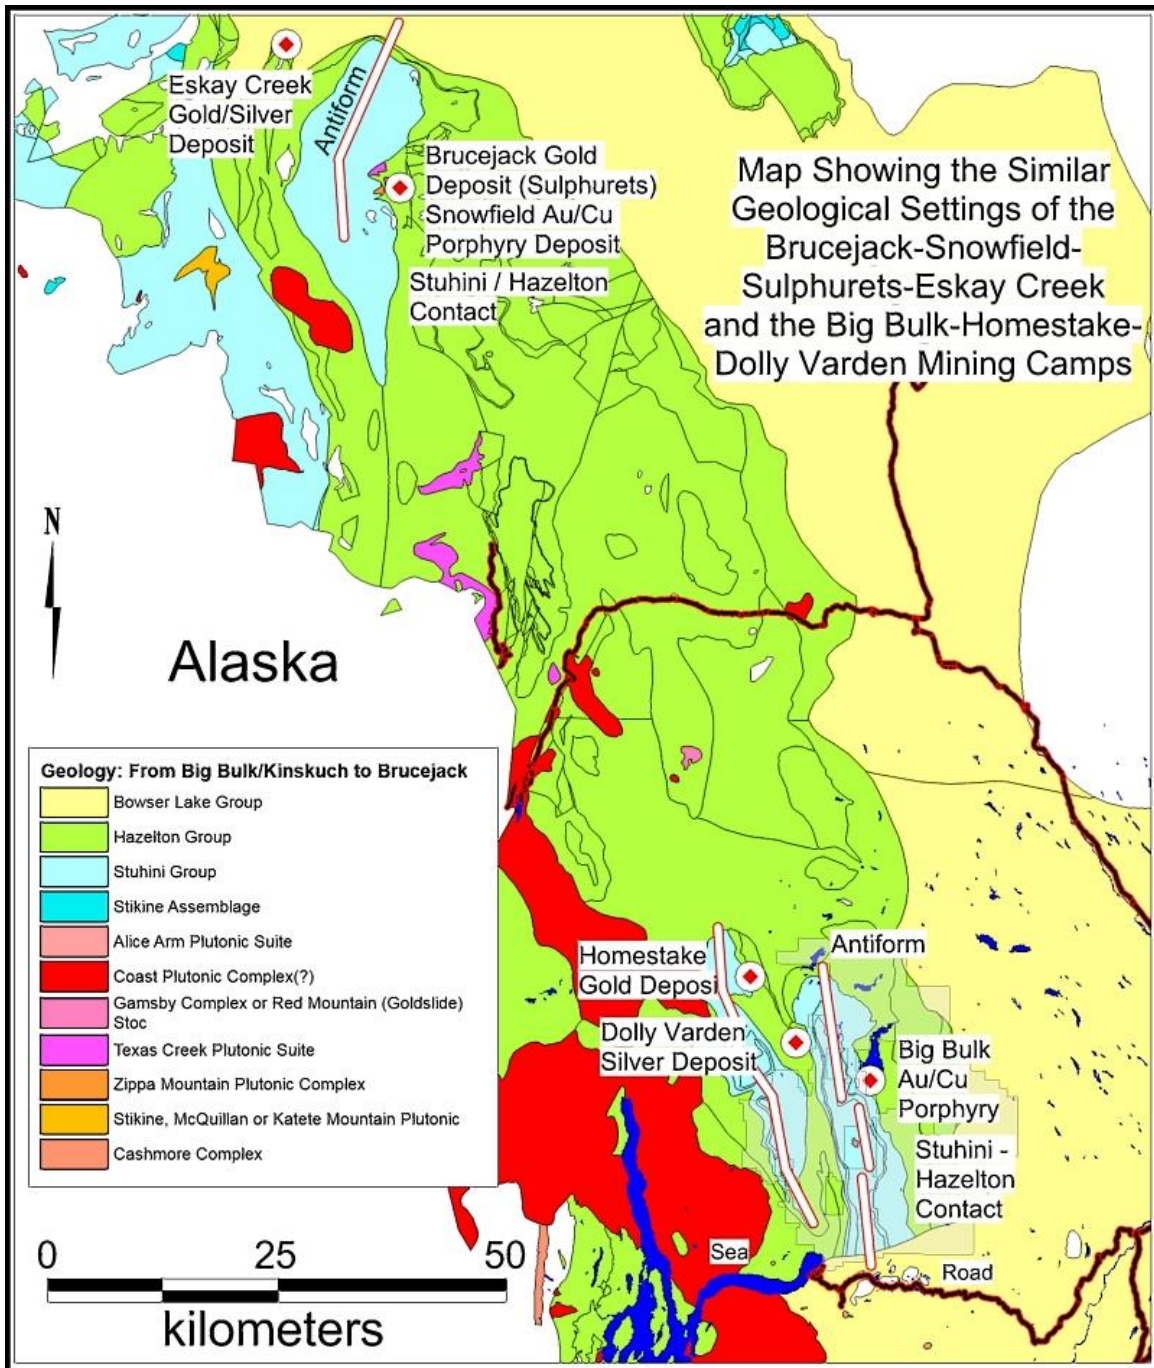 Eskay Creek
Gold/Silver
Deposit
Antiform
Brucejack Gold
Deposit (Sulphurets)
Snowfield Au/Cu
Porphyry Deposit
Stuhini / Hazelton
Contact
Map Showing the Similar
Geological Settings of the
Brucejack-Snowfield-
Sulphurets-Eskay Creek
and the Big Bulk-Homestake-
Dolly Varden Mining Camps
N
Alaska
Geology: From Big Bulk/Kinskuch to Brucejack
Bowser Lake Group
Hazelton Group
Stuhini Group
Stikine Assemblage
Alice Arm Plutonic Suite
Coast Plutonic Complex(?)
Gamsby Complex or Red Mountain (Goldslide)
Stoc
Texas Creek Plutonic Suite
Zippa Mountain Plutonic Complex
Stikine, McQuillan or Katete Mountain Plutonic
Cashmore Complex
Homestake
Gold Deposi
Antiform
Dolly Varden
Silver Deposit
Big Bulk
Au/Cu
Porphyry
Stuhini -
Hazelton
Contact
Sea
Road
0 25 50
kilometers